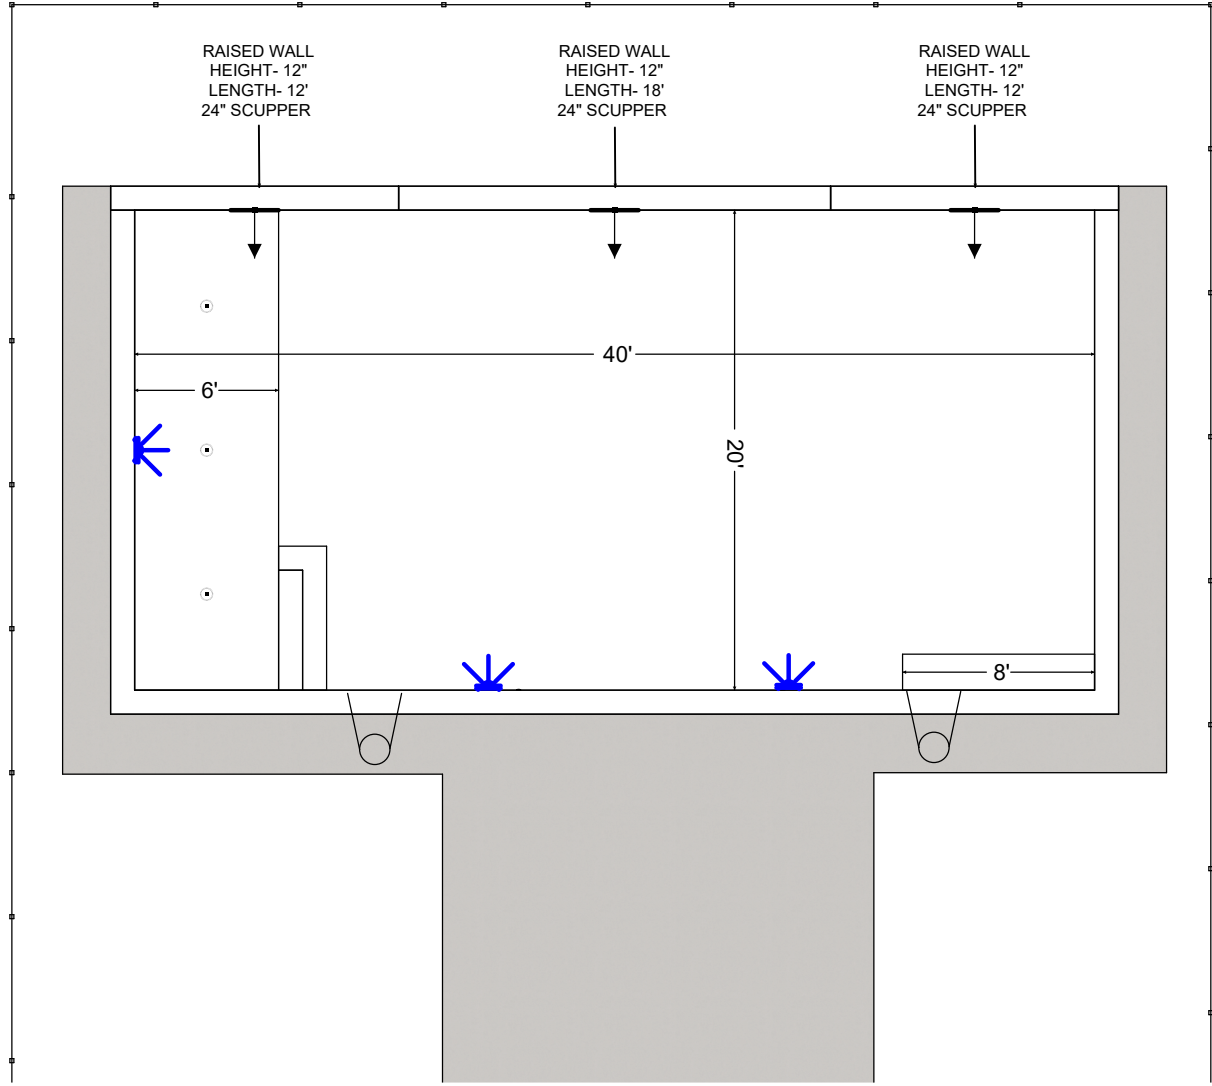 RAISED WALL
HEIGHT- 12"
LENGTH- 12'
24" SCUPPER
RAISED WALL
HEIGHT- 12"
LENGTH- 18'
24" SCUPPER
RAISED WALL
HEIGHT- 12"
LENGTH- 12'
24" SCUPPER
40'
6'
20'
8'